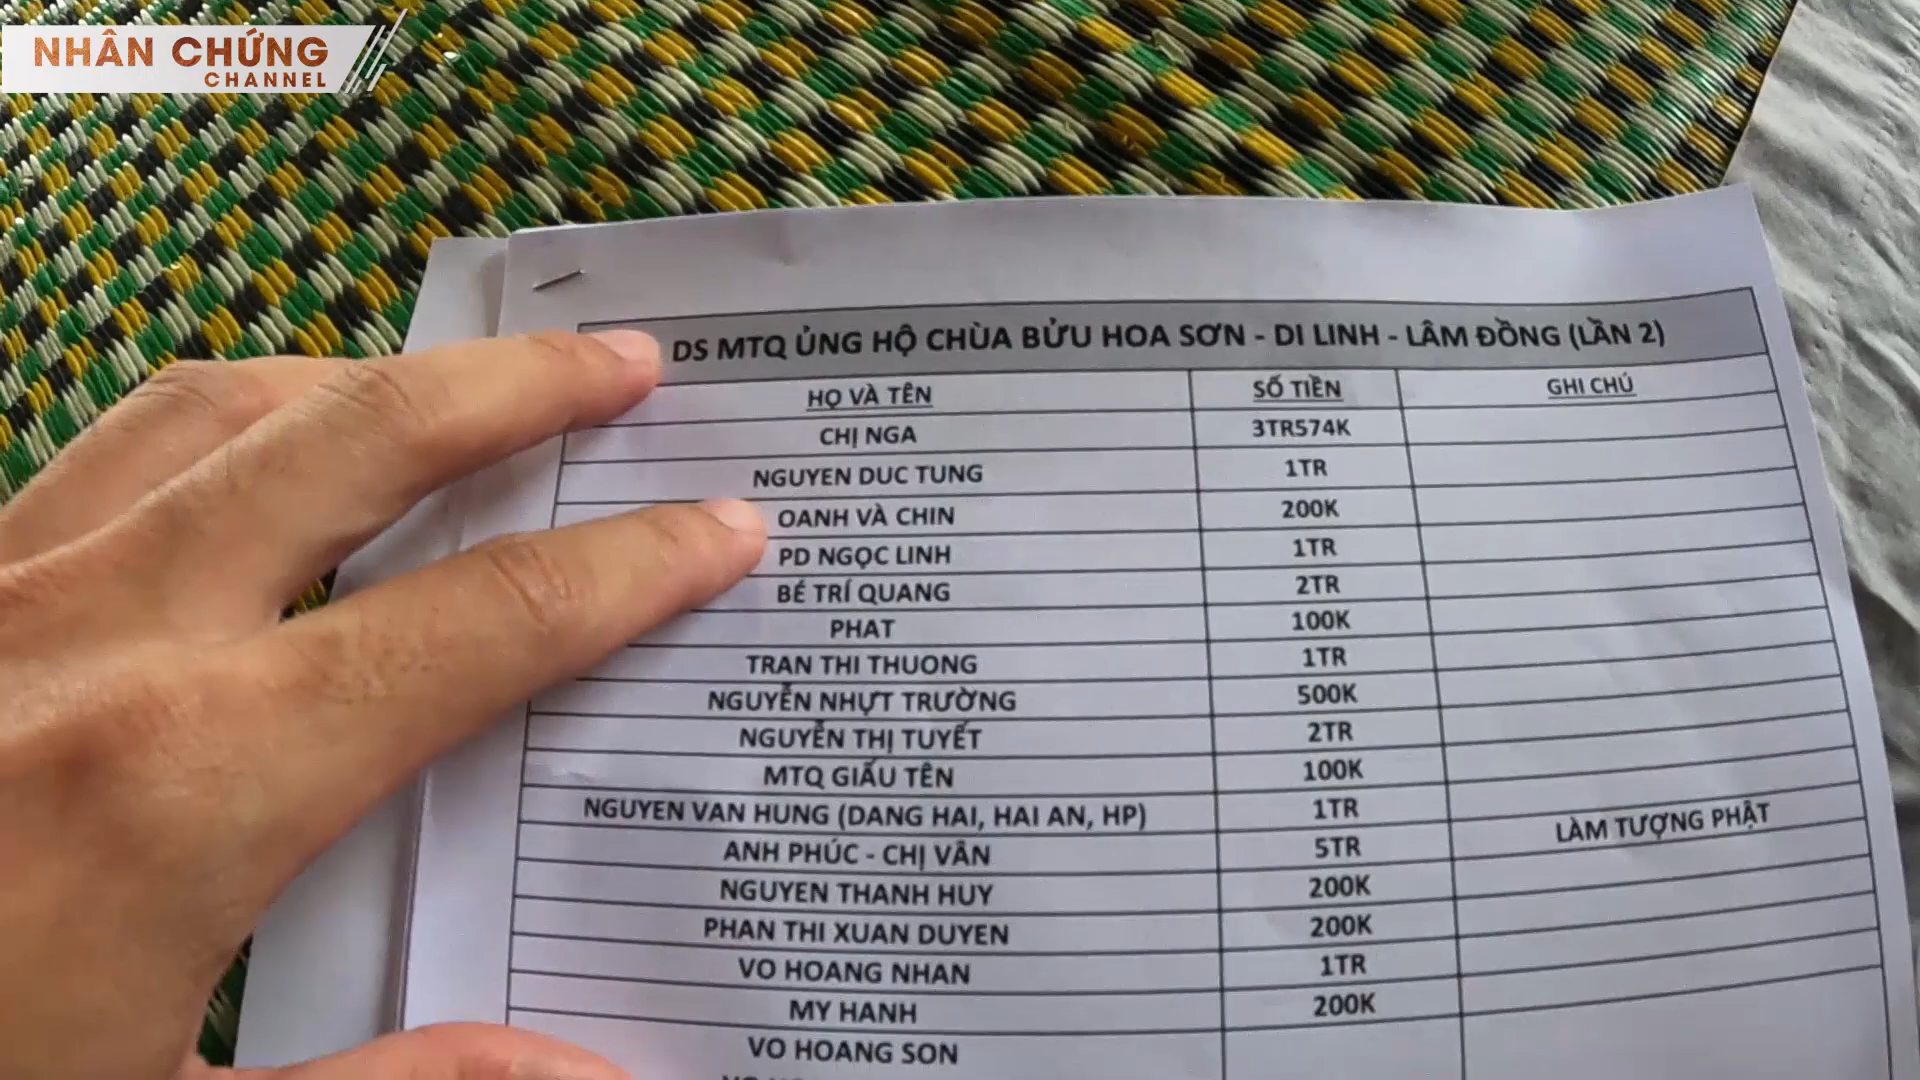 NHÂN CHỨNG
CHANNEL
DS MTQ ỦNG HỘ CHÙA BỬU HOA SƠN - DI LINH - LÂM ĐỒNG (LẦN 2)
HỌ VÀ TÊN SỐ TIỀN GHI CHÚ
CHỊ NGA 3TR574K
NGUYEN DUC TUNG 1TR
OANH VÀ CHIN 200K
PD NGỌC LINH 1TR
BÉ TRÍ QUANG 2TR
PHAT 100K
TRAN THI THUONG 1TR
NGUYỄN NHỰT TRƯỜNG 500K
NGUYỄN THỊ TUYẾT 2TR
MTQ GIẤU TÊN 100K
NGUYEN VAN HUNG (DANG HAI, HAI AN, HP) 1TR
ANH PHÚC - CHỊ VÂN 5TR LÀM TƯỢNG PHẬT
NGUYEN THANH HUY 200K
PHAN THI XUAN DUYEN 200K
VO HOANG NHAN 1TR
MY HANH 200K
VO HOANG SON